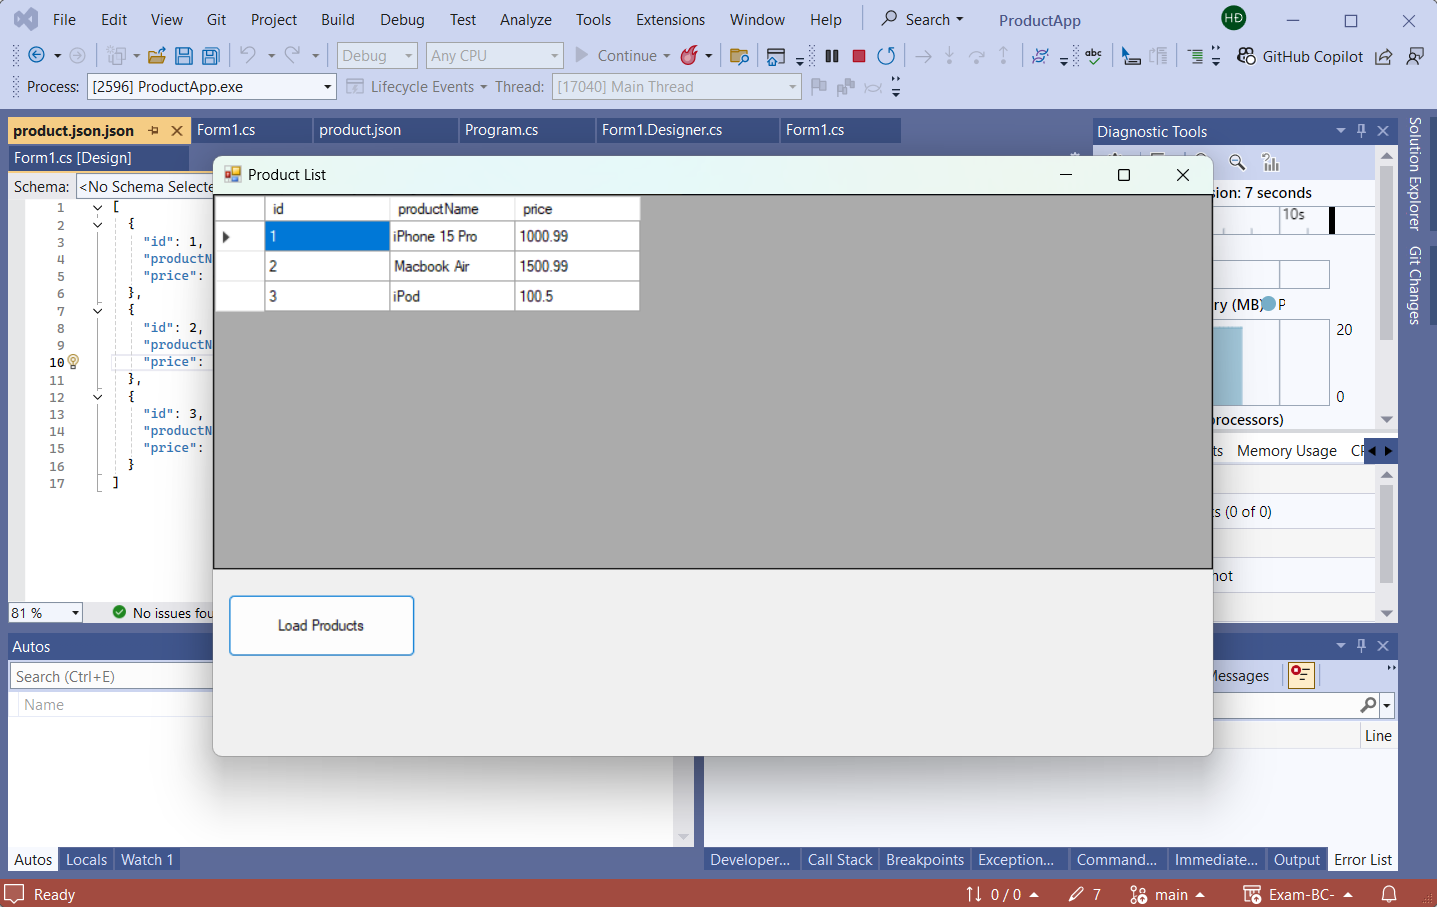 File Edit View Git Project Build Debug Test Analyze Tools Extensions Window Help Search ProductApp HĐ
Debug Any CPU Continue abc GitHub Copilot
Process: [2596] ProductApp.exe Lifecycle Events Thread: [17040] Main Thread
product.json.json Form1.cs product.json Program.cs Form1.Designer.cs Form1.cs
Form1.cs [Design]
Schema: <No Schema Selecte
1 [
2 {
3 "id": 1,
4 "productN
5 "price":
6 },
7 {
8 "id": 2,
9 "productN
10 "price":
11 },
12 {
13 "id": 3,
14 "productN
15 "price":
16 }
17 ]
81 % No issues fou
Product List
id productName price
1 iPhone 15 Pro 1000.99
2 Macbook Air 1500.99
3 iPod 100.5
Load Products
Diagnostic Tools
sion: 7 seconds
10s
ry (MB) P
20
0
rocessors)
ts Memory Usage CP
ts (0 of 0)
hot
Solution Explorer
Git Changes
Autos
Search (Ctrl+E)
Name
Messages
Line
Autos Locals Watch 1
Developer... Call Stack Breakpoints Exception... Command... Immediate... Output Error List
Ready 0 / 0 7 main Exam-BC-